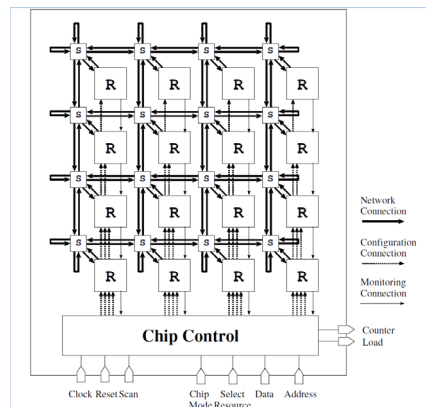 S S S S
R R R R
S S S S
R R R R
S S S S
R R R R
S S S S
R R R R
Network
Connection
Configuration
Connection
Monitoring
Connection
Chip Control
Counter
Load
Clock Reset Scan Chip Select Data Address
Mode Resource